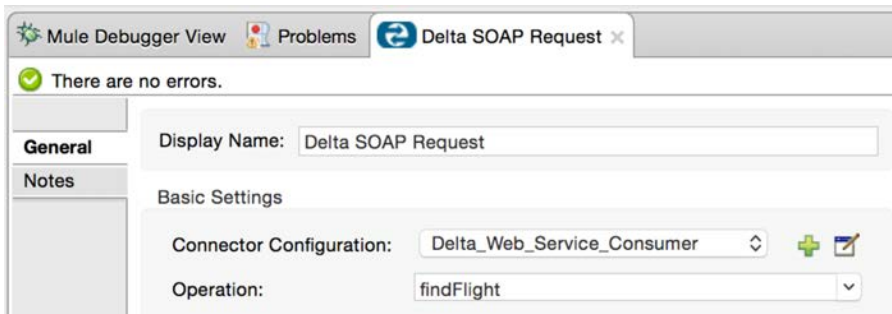 Mule Debugger View Problems Delta SOAP Request
There are no errors.
General
Display Name: Delta SOAP Request
Notes
Basic Settings
Connector Configuration: Delta_Web_Service_Consumer
Operation: findFlight